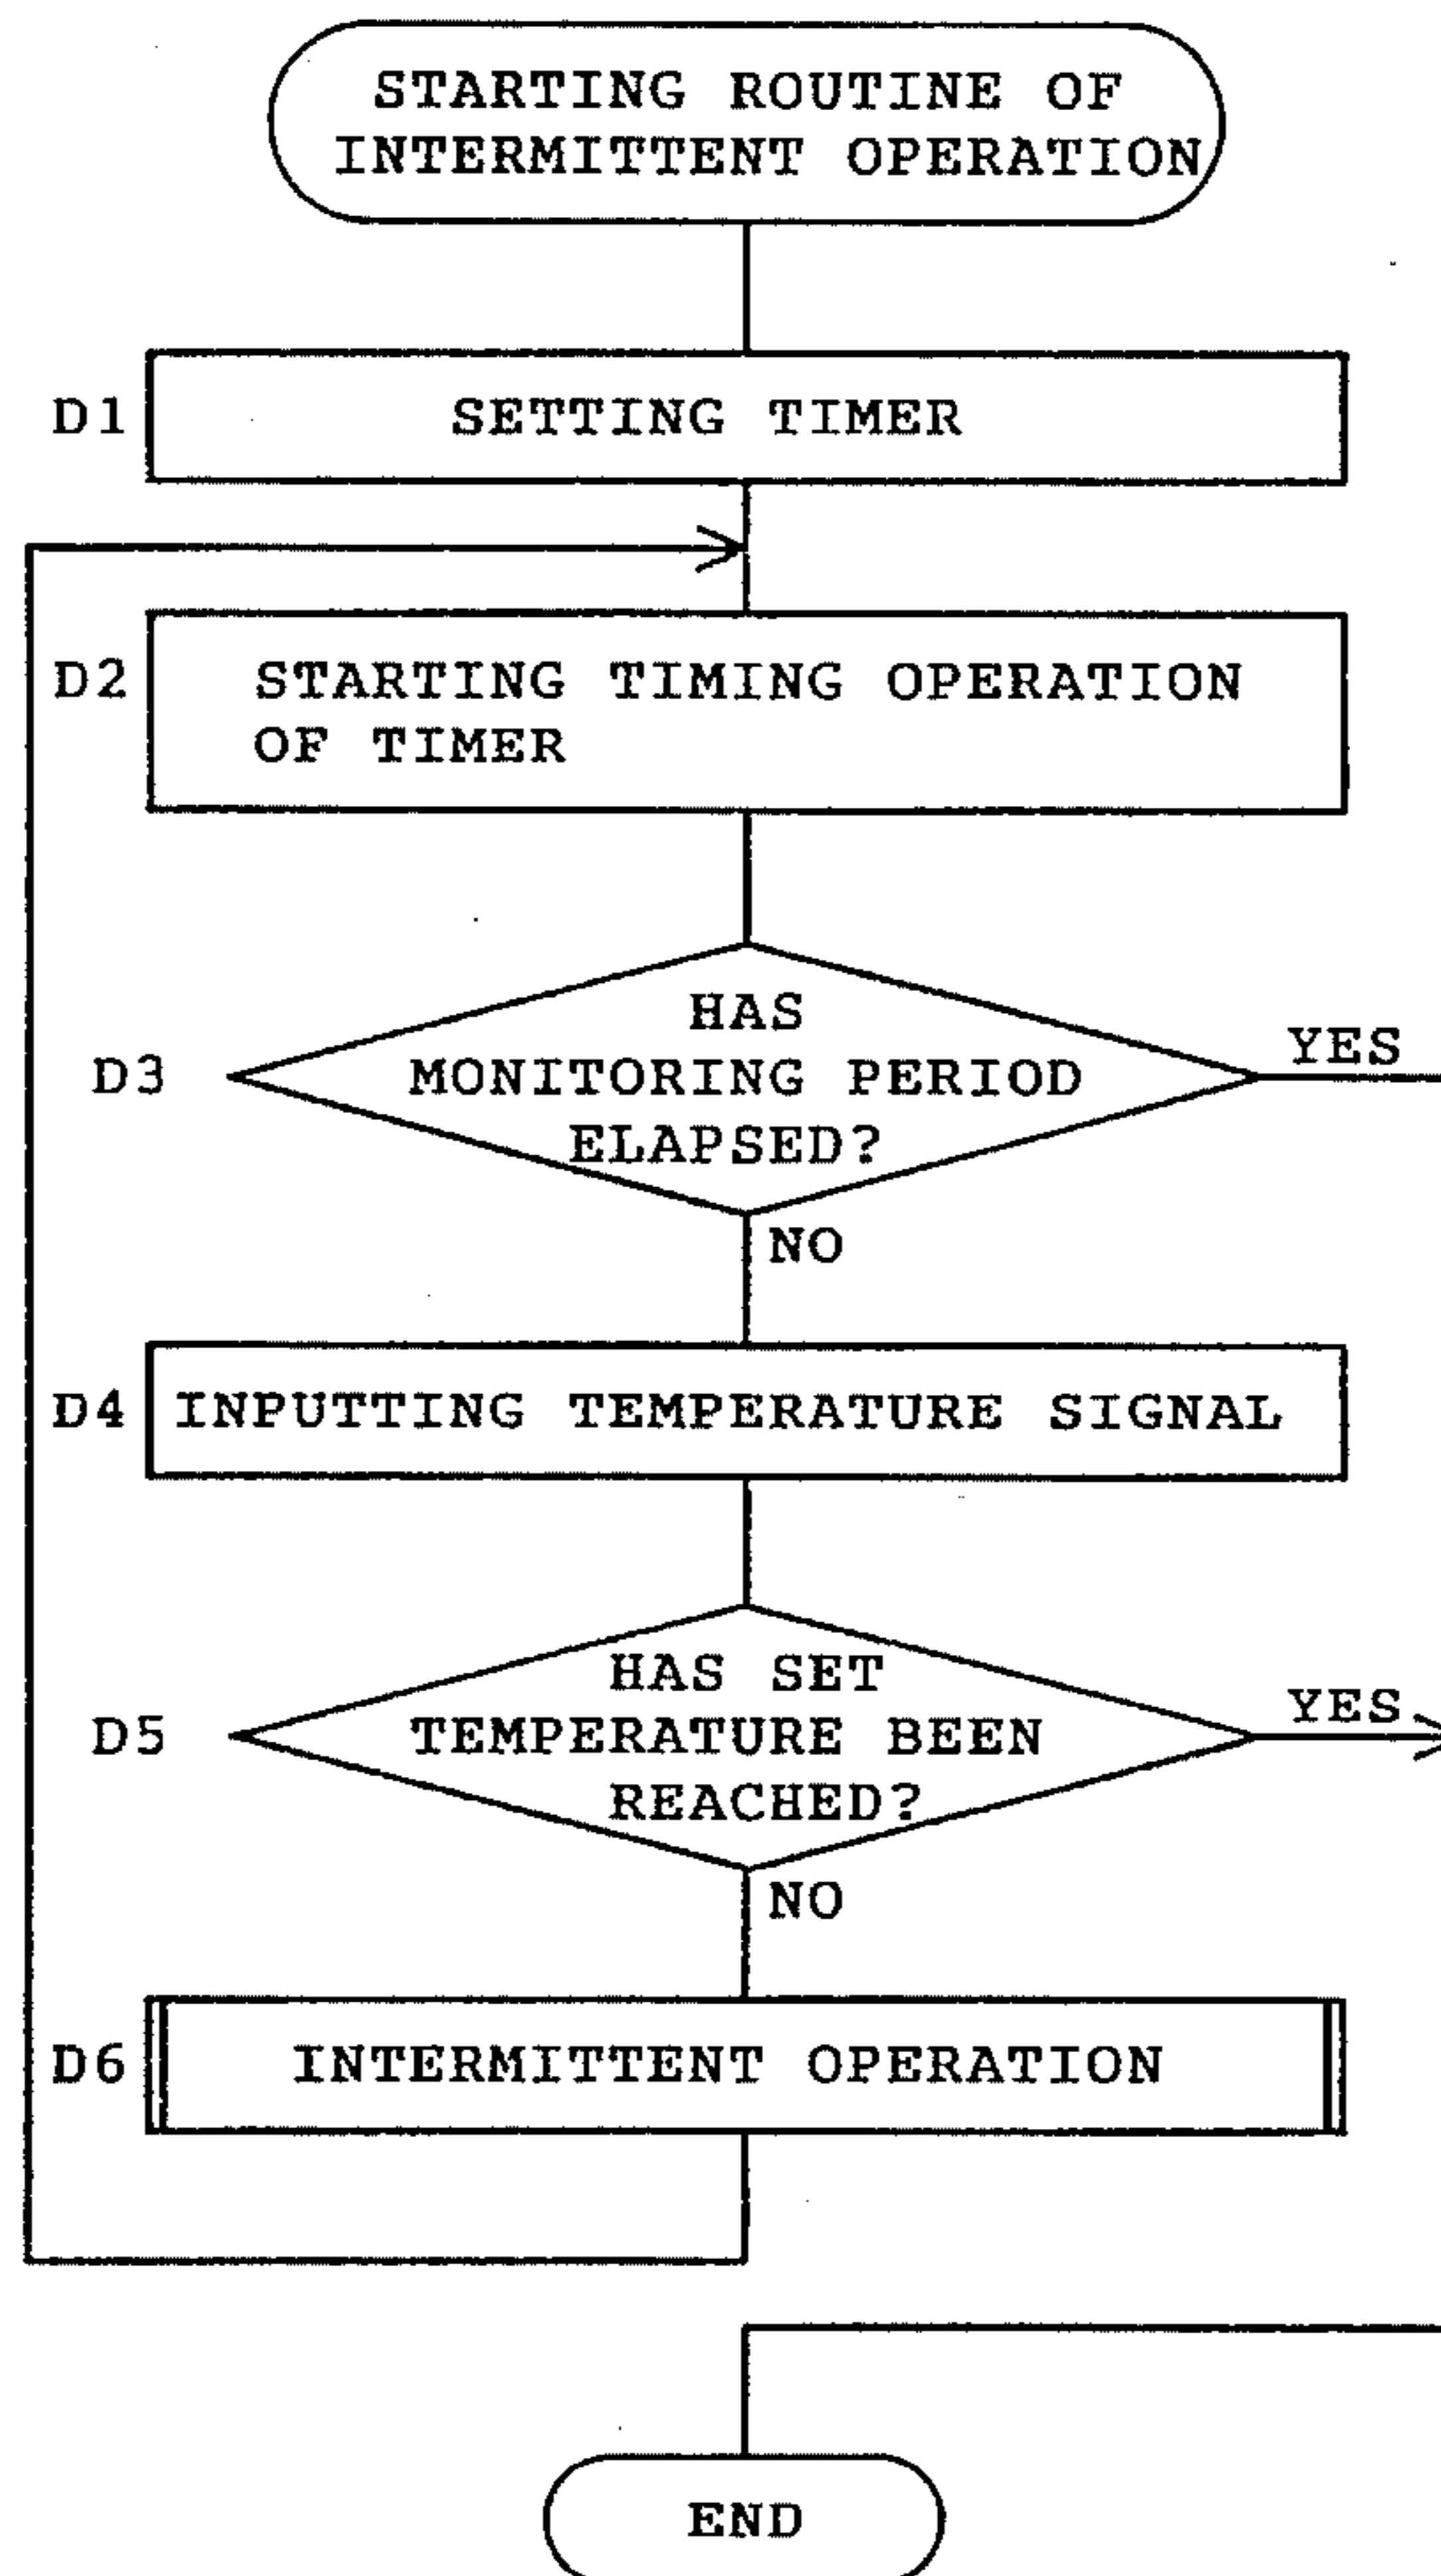 STARTING ROUTINE OF
INTERMITTENT OPERATION
D1 SETTING TIMER
D2 STARTING TIMING OPERATION
OF TIMER
HAS
D3 MONITORING PERIOD
ELAPSED?
YES
NO
D4 INPUTTING TEMPERATURE SIGNAL
HAS SET
D5 TEMPERATURE BEEN
REACHED?
YES
NO
D6 INTERMITTENT OPERATION
END